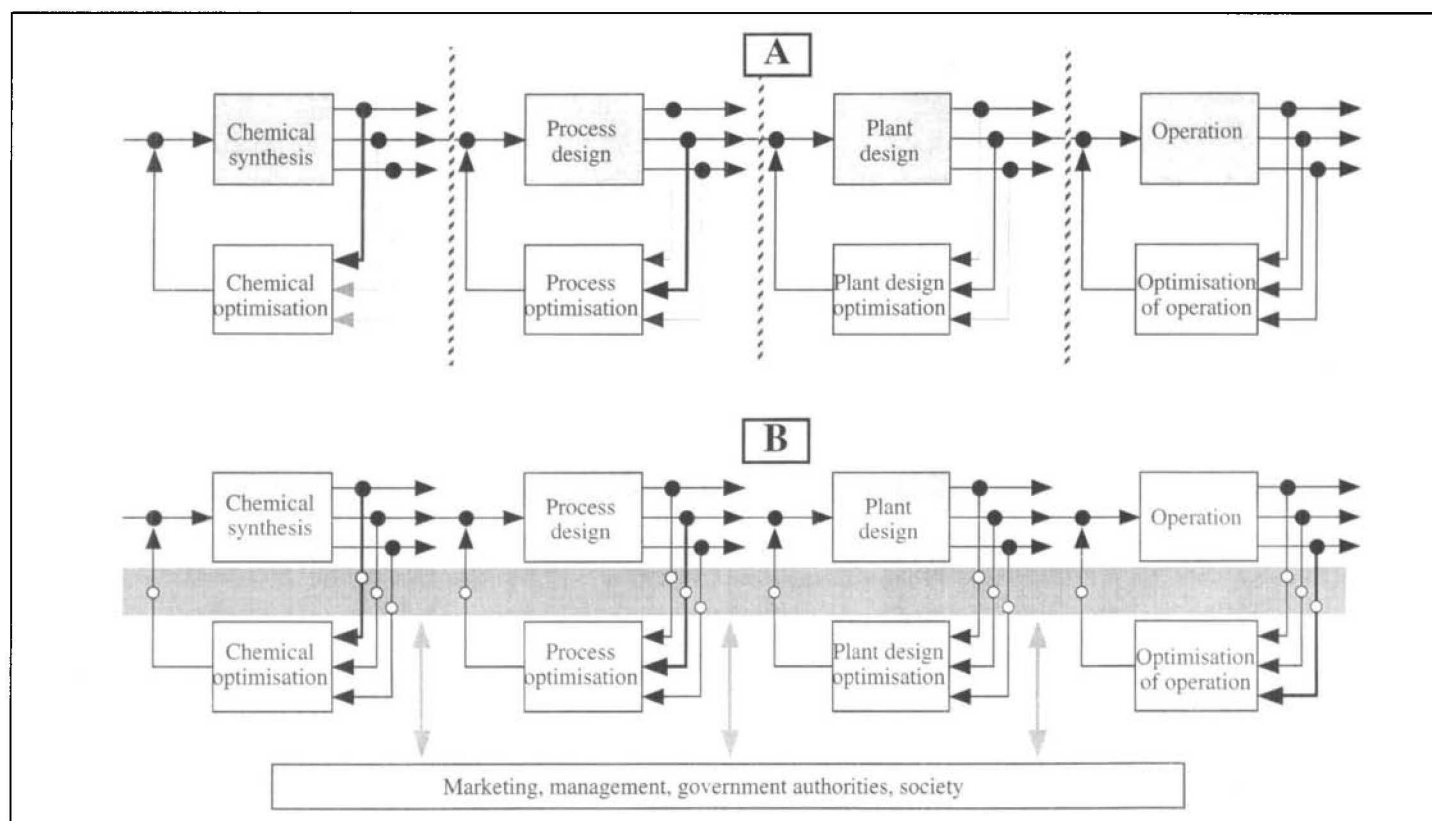 A
Chemical
synthesis
Process
design
Plant
design
Operation
Chemical
optimisation
Process
optimisation
Plant design
optimisation
Optimisation
of operation
B
Chemical
synthesis
Process
design
Plant
design
Operation
Chemical
optimisation
Process
optimisation
Plant design
optimisation
Optimisation
of operation
Marketing, management, government authorities, society